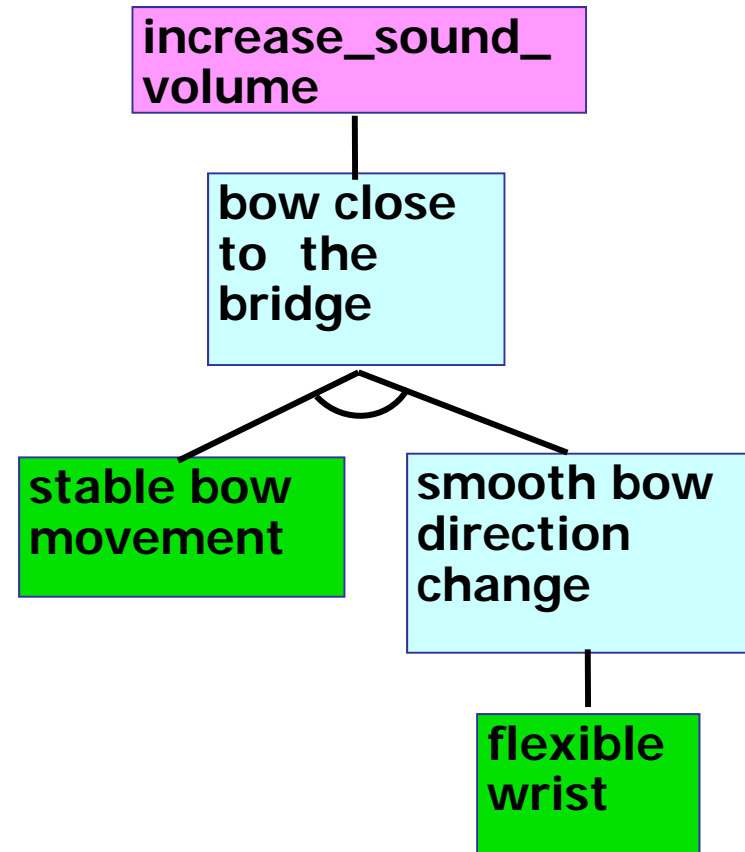 increase_sound_
volume
bow close
to the
bridge
stable bow
movement
smooth bow
direction
change
flexible
wrist